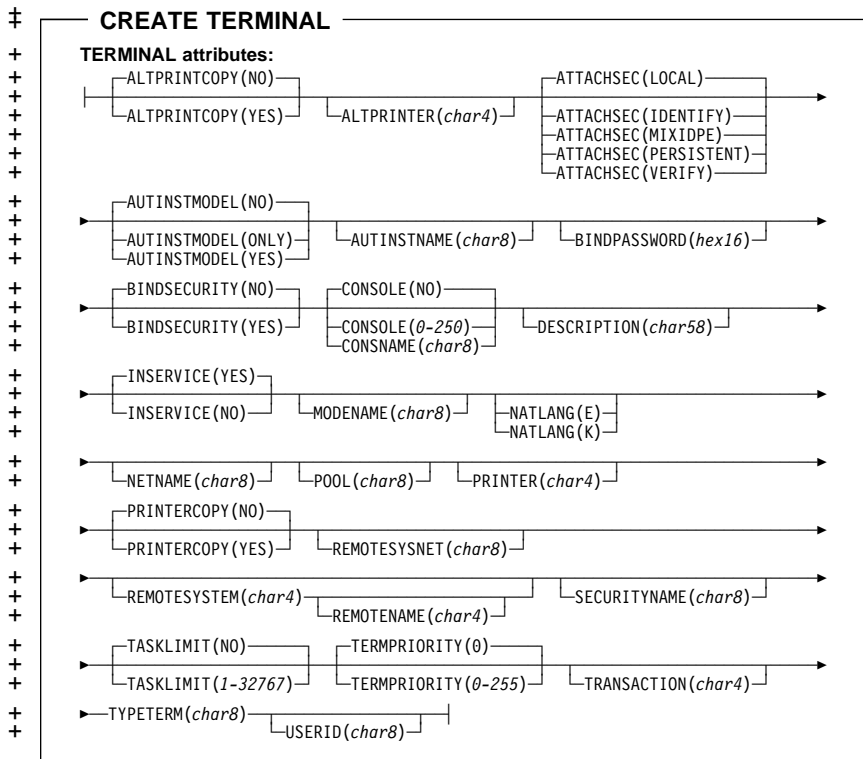 ‡ CREATE TERMINAL
+ TERMINAL attributes:
+ ALTPRINTCOPY(NO) ATTACHSEC(LOCAL)
+
+ ALTPRINTCOPY(YES) ALTPRINTER(char4) ATTACHSEC(IDENTIFY)
+ ATTACHSEC(MIXIDPE)
+ ATTACHSEC(PERSISTENT)
+ ATTACHSEC(VERIFY)
+ AUTINSTMODEL(NO)
+
+ AUTINSTMODEL(ONLY) AUTINSTNAME(char8) BINDPASSWORD(hex16)
+ AUTINSTMODEL(YES)
+ BINDSECURITY(NO) CONSOLE(NO)
+
+ BINDSECURITY(YES) CONSOLE(0-250) DESCRIPTION(char58)
+ CONSNAME(char8)
+ INSERVICE(YES)
+
+ INSERVICE(NO) MODENAME(char8) NATLANG(E)
+ NATLANG(K)
+
+ NETNAME(char8) POOL(char8) PRINTER(char4)
+ PRINTERCOPY(NO)
+
+ PRINTERCOPY(YES) REMOTESYSNET(char8)
+
+ REMOTESYSTEM(char4) SECURITYNAME(char8)
+ REMOTENAME(char4)
+ TASKLIMIT(NO) TERMPRIORITY(0)
+
+ TASKLIMIT(1-32767) TERMPRIORITY(0-255) TRANSACTION(char4)
+ TYPETERM(char8)
+ USERID(char8)